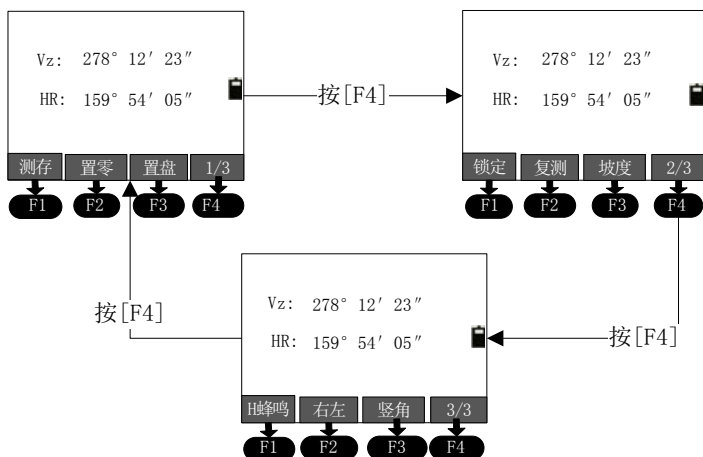 Vz: 278° 12′ 23″
HR: 159° 54′ 05″
测存 置零 置盘 1/3
F1 F2 F3 F4
按[F4]
Vz: 278° 12′ 23″
HR: 159° 54′ 05″
锁定 复测 坡度 2/3
F1 F2 F3 F4
按[F4]
Vz: 278° 12′ 23″
HR: 159° 54′ 05″
H蜂鸣 右左 竖角 3/3
F1 F2 F3 F4
按[F4]